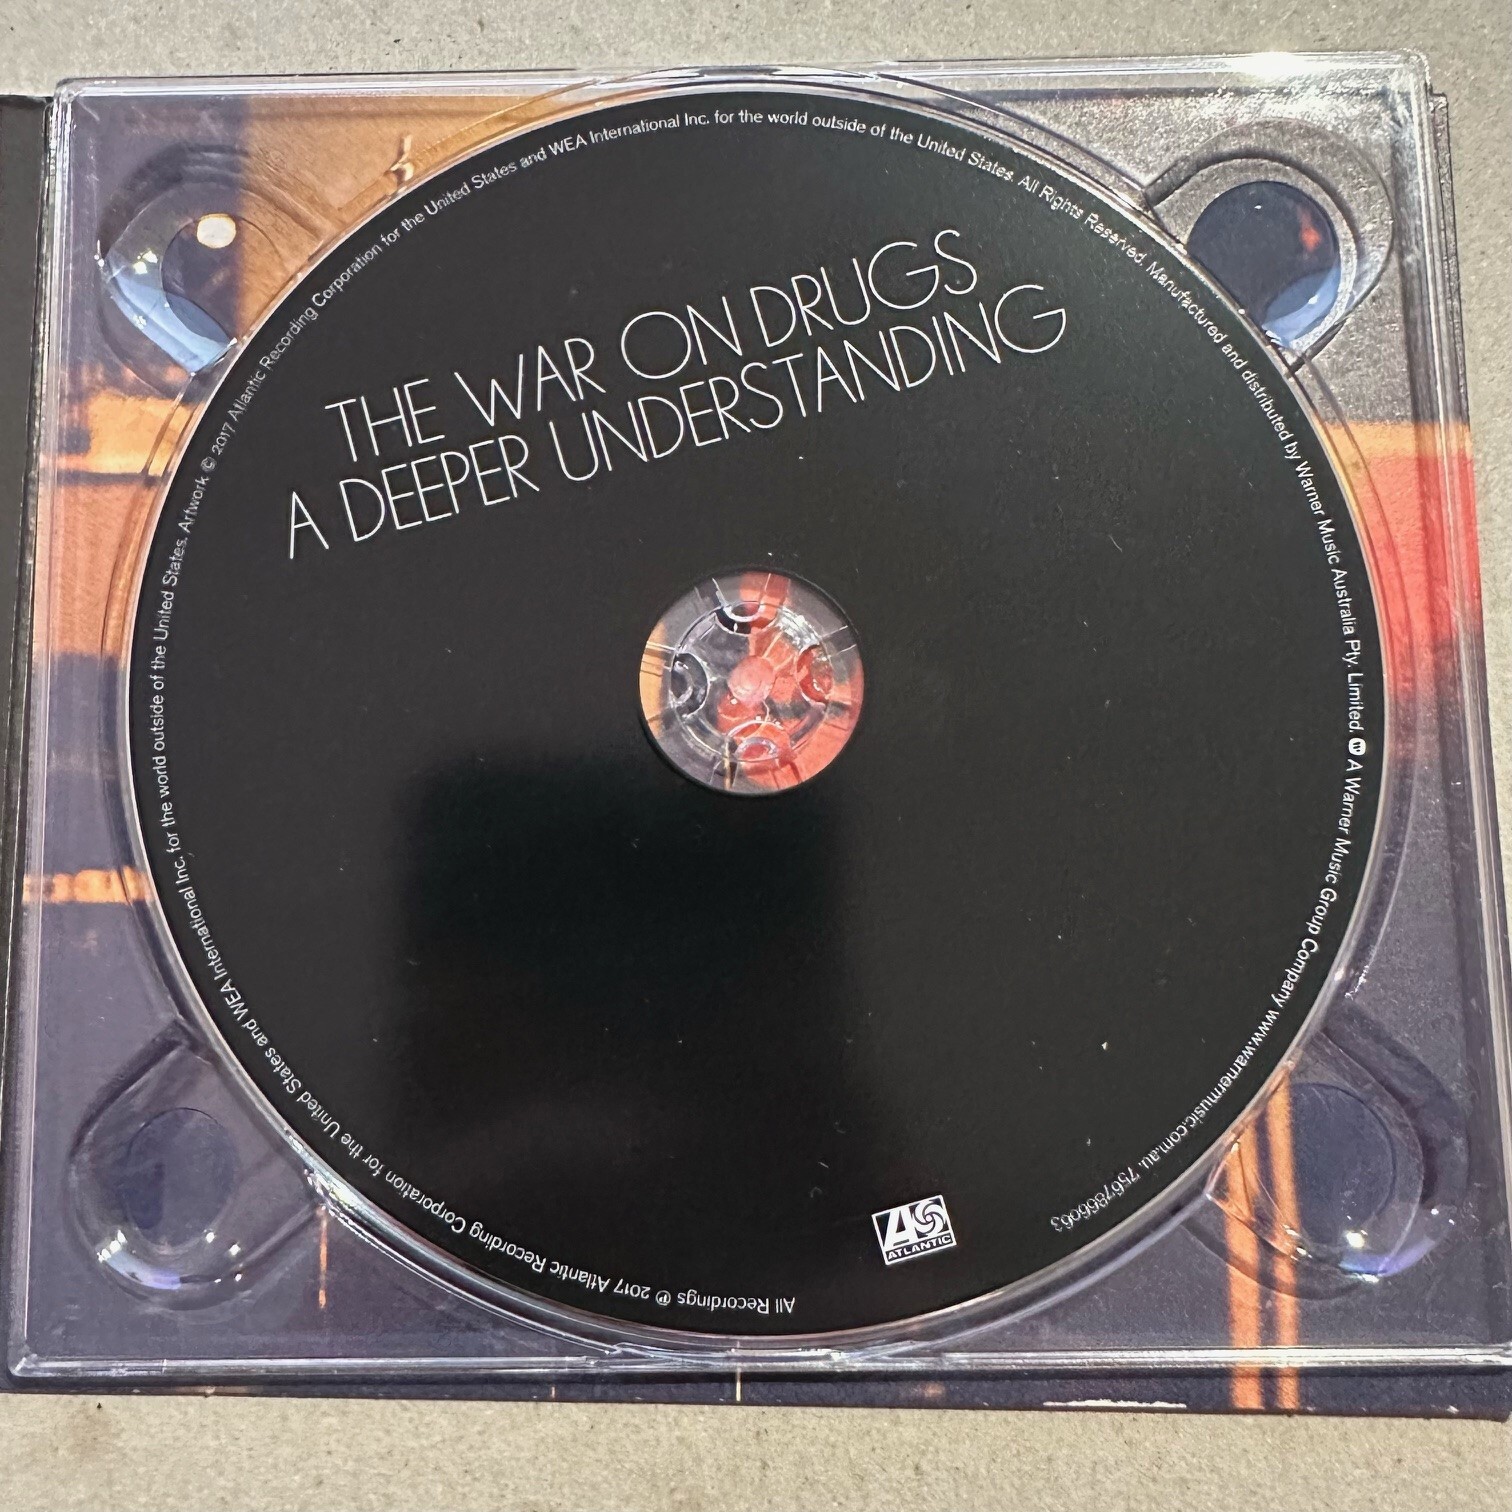 THE WAR ON DRUGS
A DEEPER UNDERSTANDING
All Recordings ℗ 2017 Atlantic Recording Corporation for the United States and WEA International Inc. for the world outside of the United States. Artwork © 2017 Atlantic Recording Corporation for the United States and WEA International Inc. for the world outside of the United States. All Rights Reserved. Manufactured and distributed by Warner Music Australia Pty. Limited. A Warner Music Group Company www.warnermusic.com.au. 7567866063
A
ATLANTIC